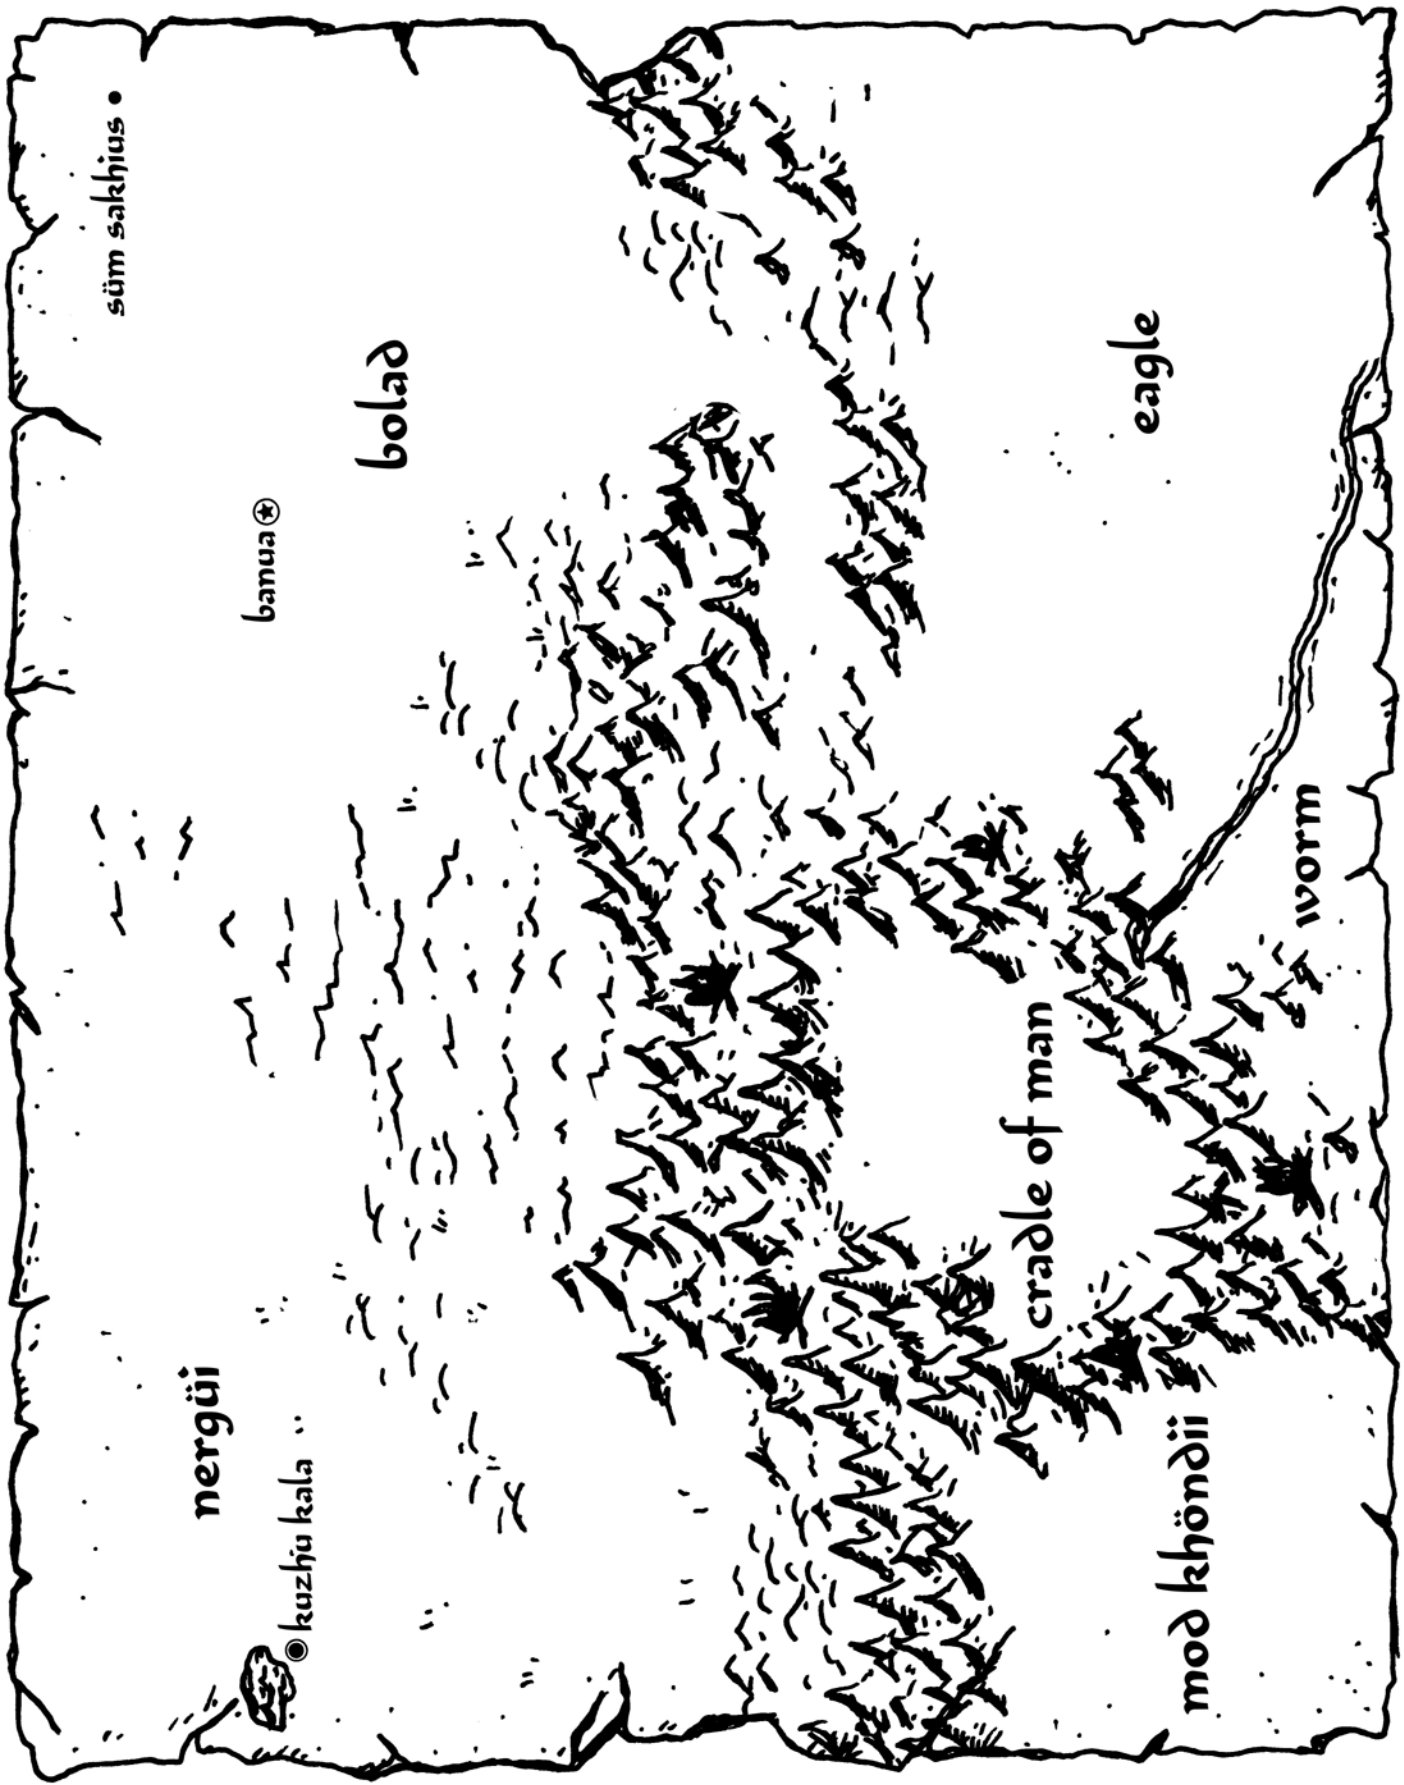 süm sakhius
nergüi
banua
kuzhu kala
bolad
cradle of man
eagle
mod khöndii
worm